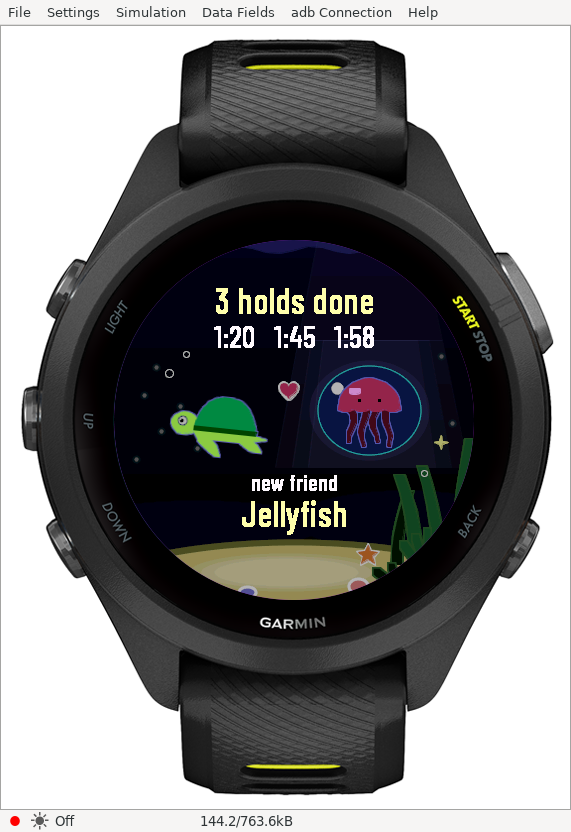 File Settings Simulation Data Fields adb Connection Help
3 holds done
1:20 1:45 1:58
new friend
Jellyfish
LIGHT
UP
DOWN
START STOP
BACK
GARMIN
Off 144.2/763.6kB